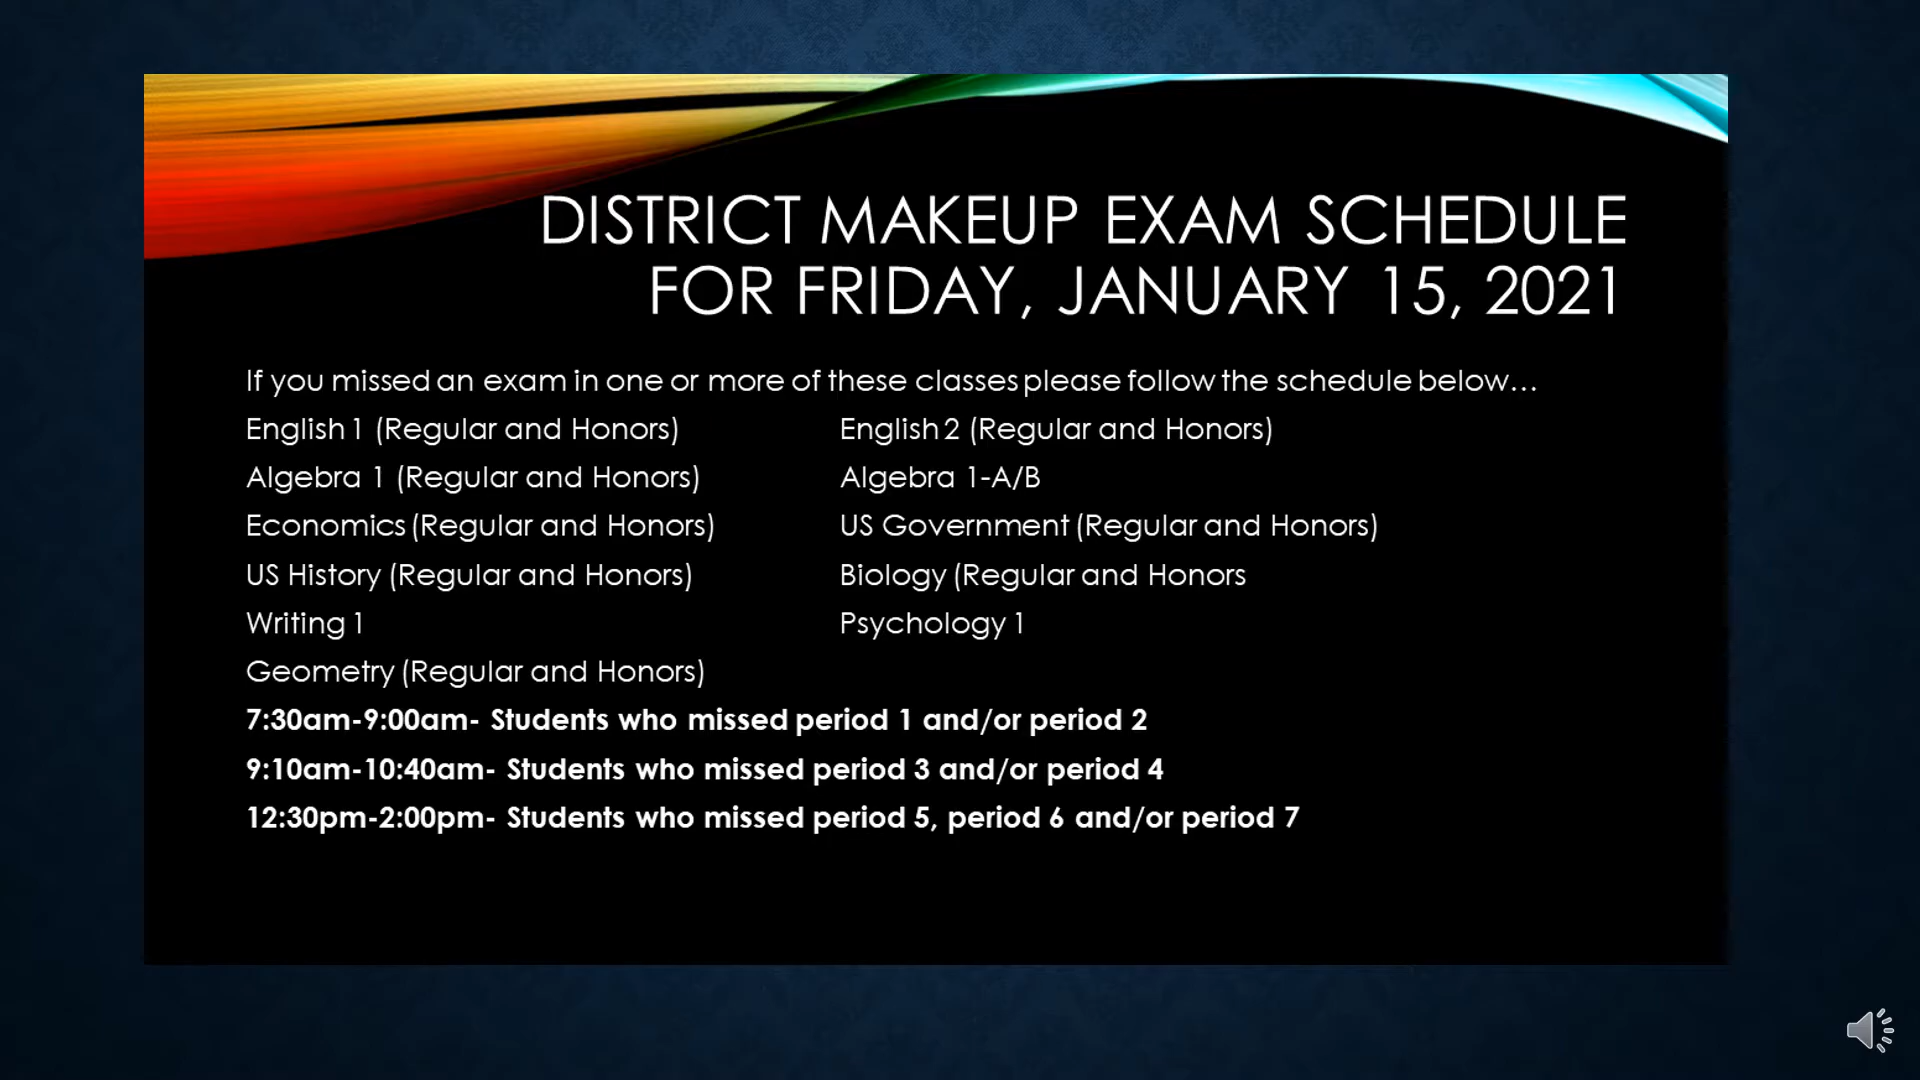 DISTRICT MAKEUP EXAM SCHEDULE
FOR FRIDAY, JANUARY 15, 2021
If you missed an exam in one or more of these classes please follow the schedule below...
English 1 (Regular and Honors) English 2 (Regular and Honors)
Algebra 1 (Regular and Honors) Algebra 1-A/B
Economics (Regular and Honors) US Government (Regular and Honors)
US History (Regular and Honors) Biology (Regular and Honors
Writing 1 Psychology 1
Geometry (Regular and Honors)
7:30am-9:00am- Students who missed period 1 and/or period 2
9:10am-10:40am- Students who missed period 3 and/or period 4
12:30pm-2:00pm- Students who missed period 5, period 6 and/or period 7